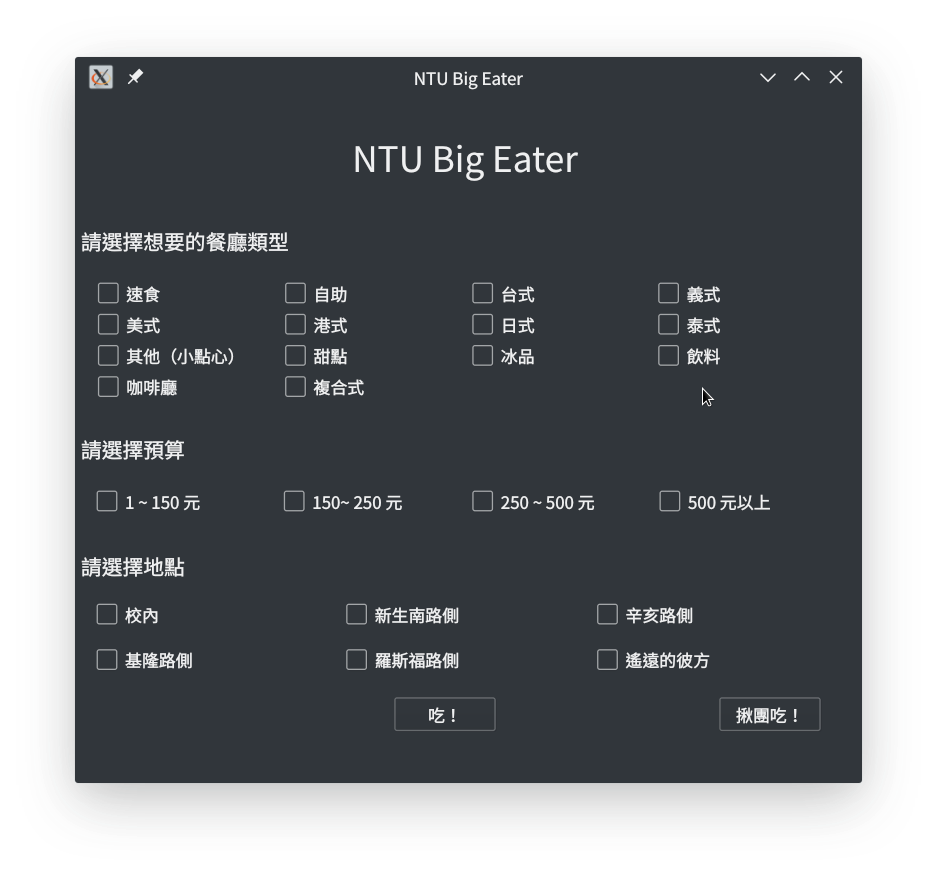 NTU Big Eater
NTU Big Eater
請選擇想要的餐廳類型
速食 自助 台式 義式
美式 港式 日式 泰式
其他（小點心） 甜點 冰品 飲料
咖啡廳 複合式
請選擇預算
1 ~ 150 元 150~ 250 元 250 ~ 500 元 500 元以上
請選擇地點
校內 新生南路側 辛亥路側
基隆路側 羅斯福路側 遙遠的彼方
吃！ 揪團吃！